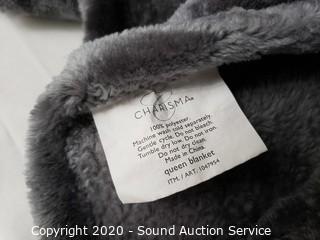 CHARISMA®
100% polyester
Machine wash cold separately.
Gentle cycle. Do not bleach.
Tumble dry low. Do not iron.
Do not dry clean.
Made in China
queen blanket
ITM. / ART. 1047954
Copyright ©2020 - Sound Auction Service